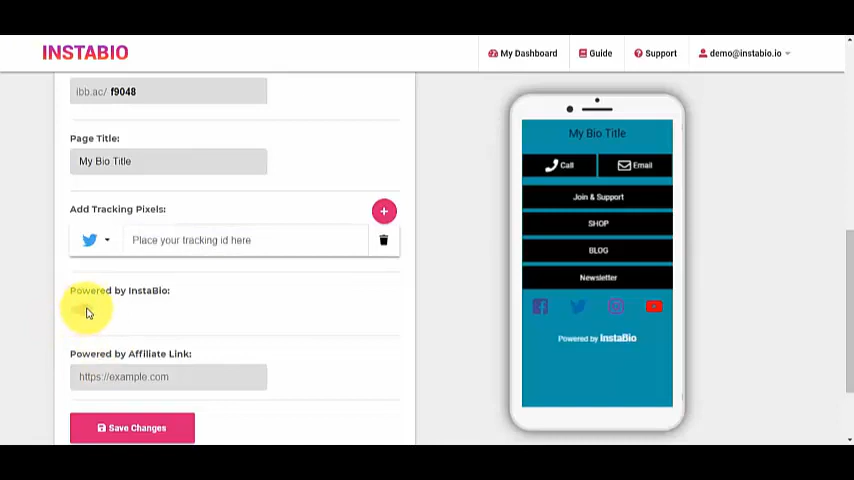 INSTABIO
My Dashboard
Guide
Support
demo@instabio.io
ibb.ac/ f9048
Page Title:
My Bio Title
Add Tracking Pixels:
Place your tracking id here
Powered by InstaBio:
Powered by Affiliate Link:
https://example.com
Save Changes
My Bio Title
Call
Email
Join & Support
SHOP
BLOG
Newsletter
Powered by InstaBio